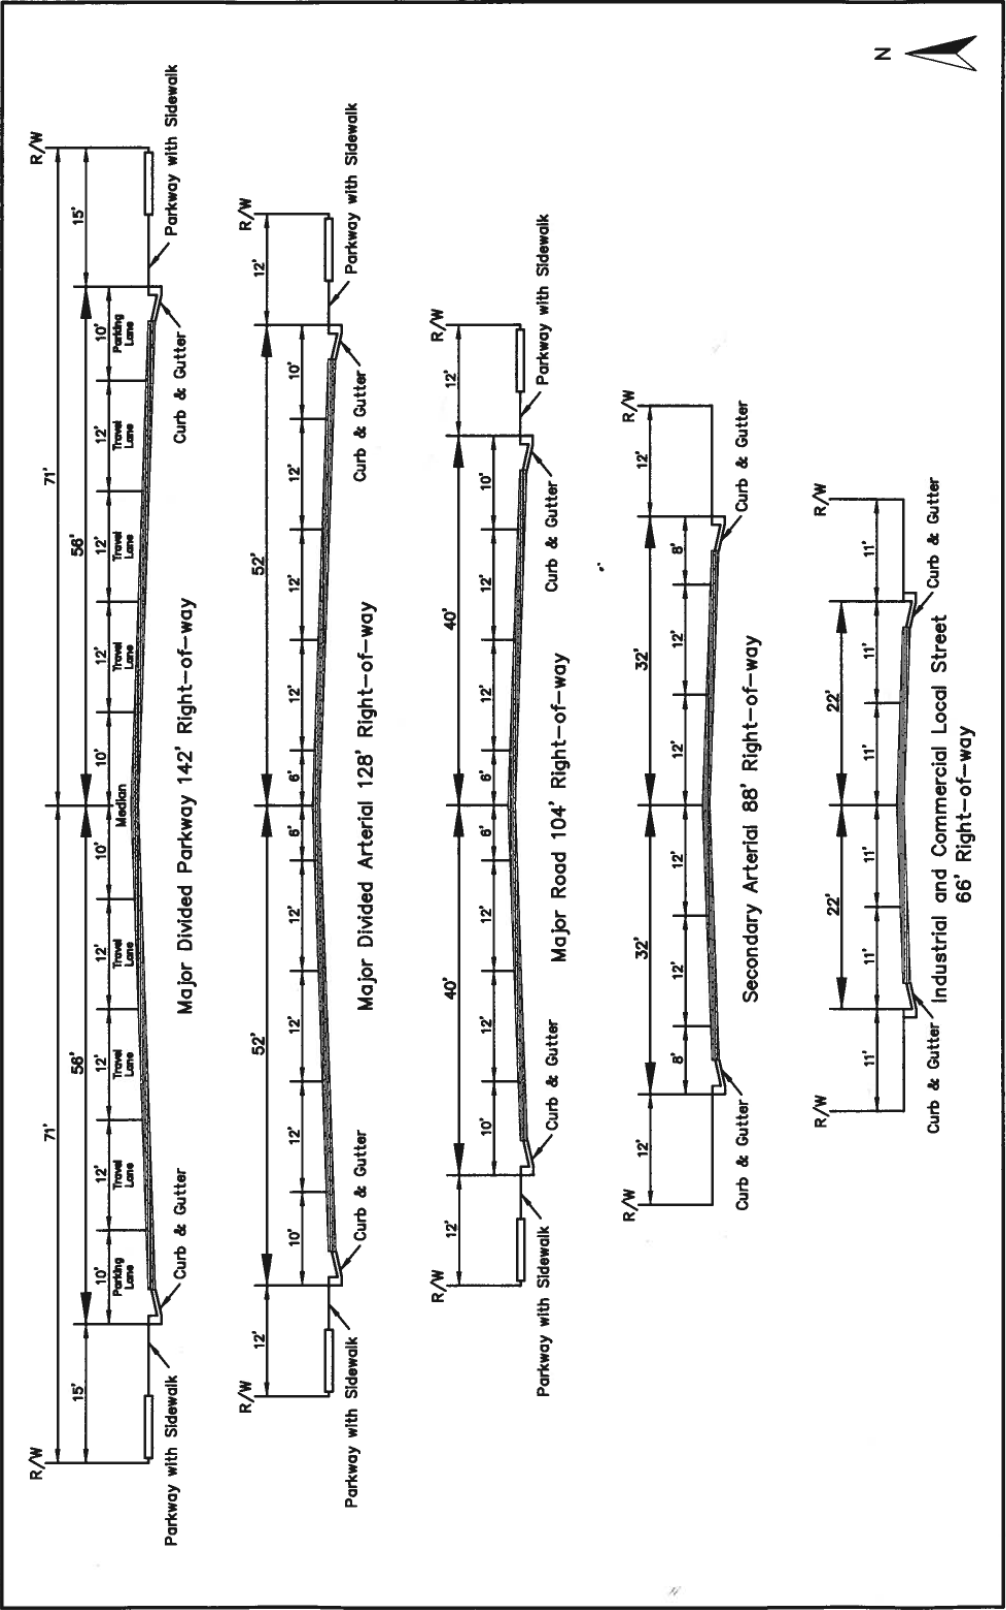 R/W
R/W
71'
71'
15'
56'
56'
15'
10'
12'
12'
12'
10'
10'
12'
12'
12'
10'
Parking
Lane
Travel
Lane
Travel
Lane
Travel
Lane
Median
Travel
Lane
Travel
Lane
Travel
Lane
Parking
Lane
Parkway with Sidewalk
Curb & Gutter
Major Divided Parkway 142' Right-of-way
Curb & Gutter
Parkway with Sidewalk
R/W
R/W
12'
52'
52'
12'
10'
12'
12'
12'
6'
6'
12'
12'
12'
10'
Parkway with Sidewalk
Curb & Gutter
Major Divided Arterial 128' Right-of-way
Curb & Gutter
Parkway with Sidewalk
R/W
R/W
12'
40'
40'
12'
10'
12'
12'
6'
6'
12'
12'
10'
Parkway with Sidewalk
Curb & Gutter
Major Road 104' Right-of-way
Curb & Gutter
Parkway with Sidewalk
R/W
R/W
12'
32'
32'
12'
8'
12'
12'
12'
12'
8'
Curb & Gutter
Secondary Arterial 88' Right-of-way
Curb & Gutter
R/W
R/W
22'
22'
11'
11'
11'
11'
11'
11'
Curb & Gutter
Industrial and Commercial Local Street
66' Right-of-way
Curb & Gutter
N